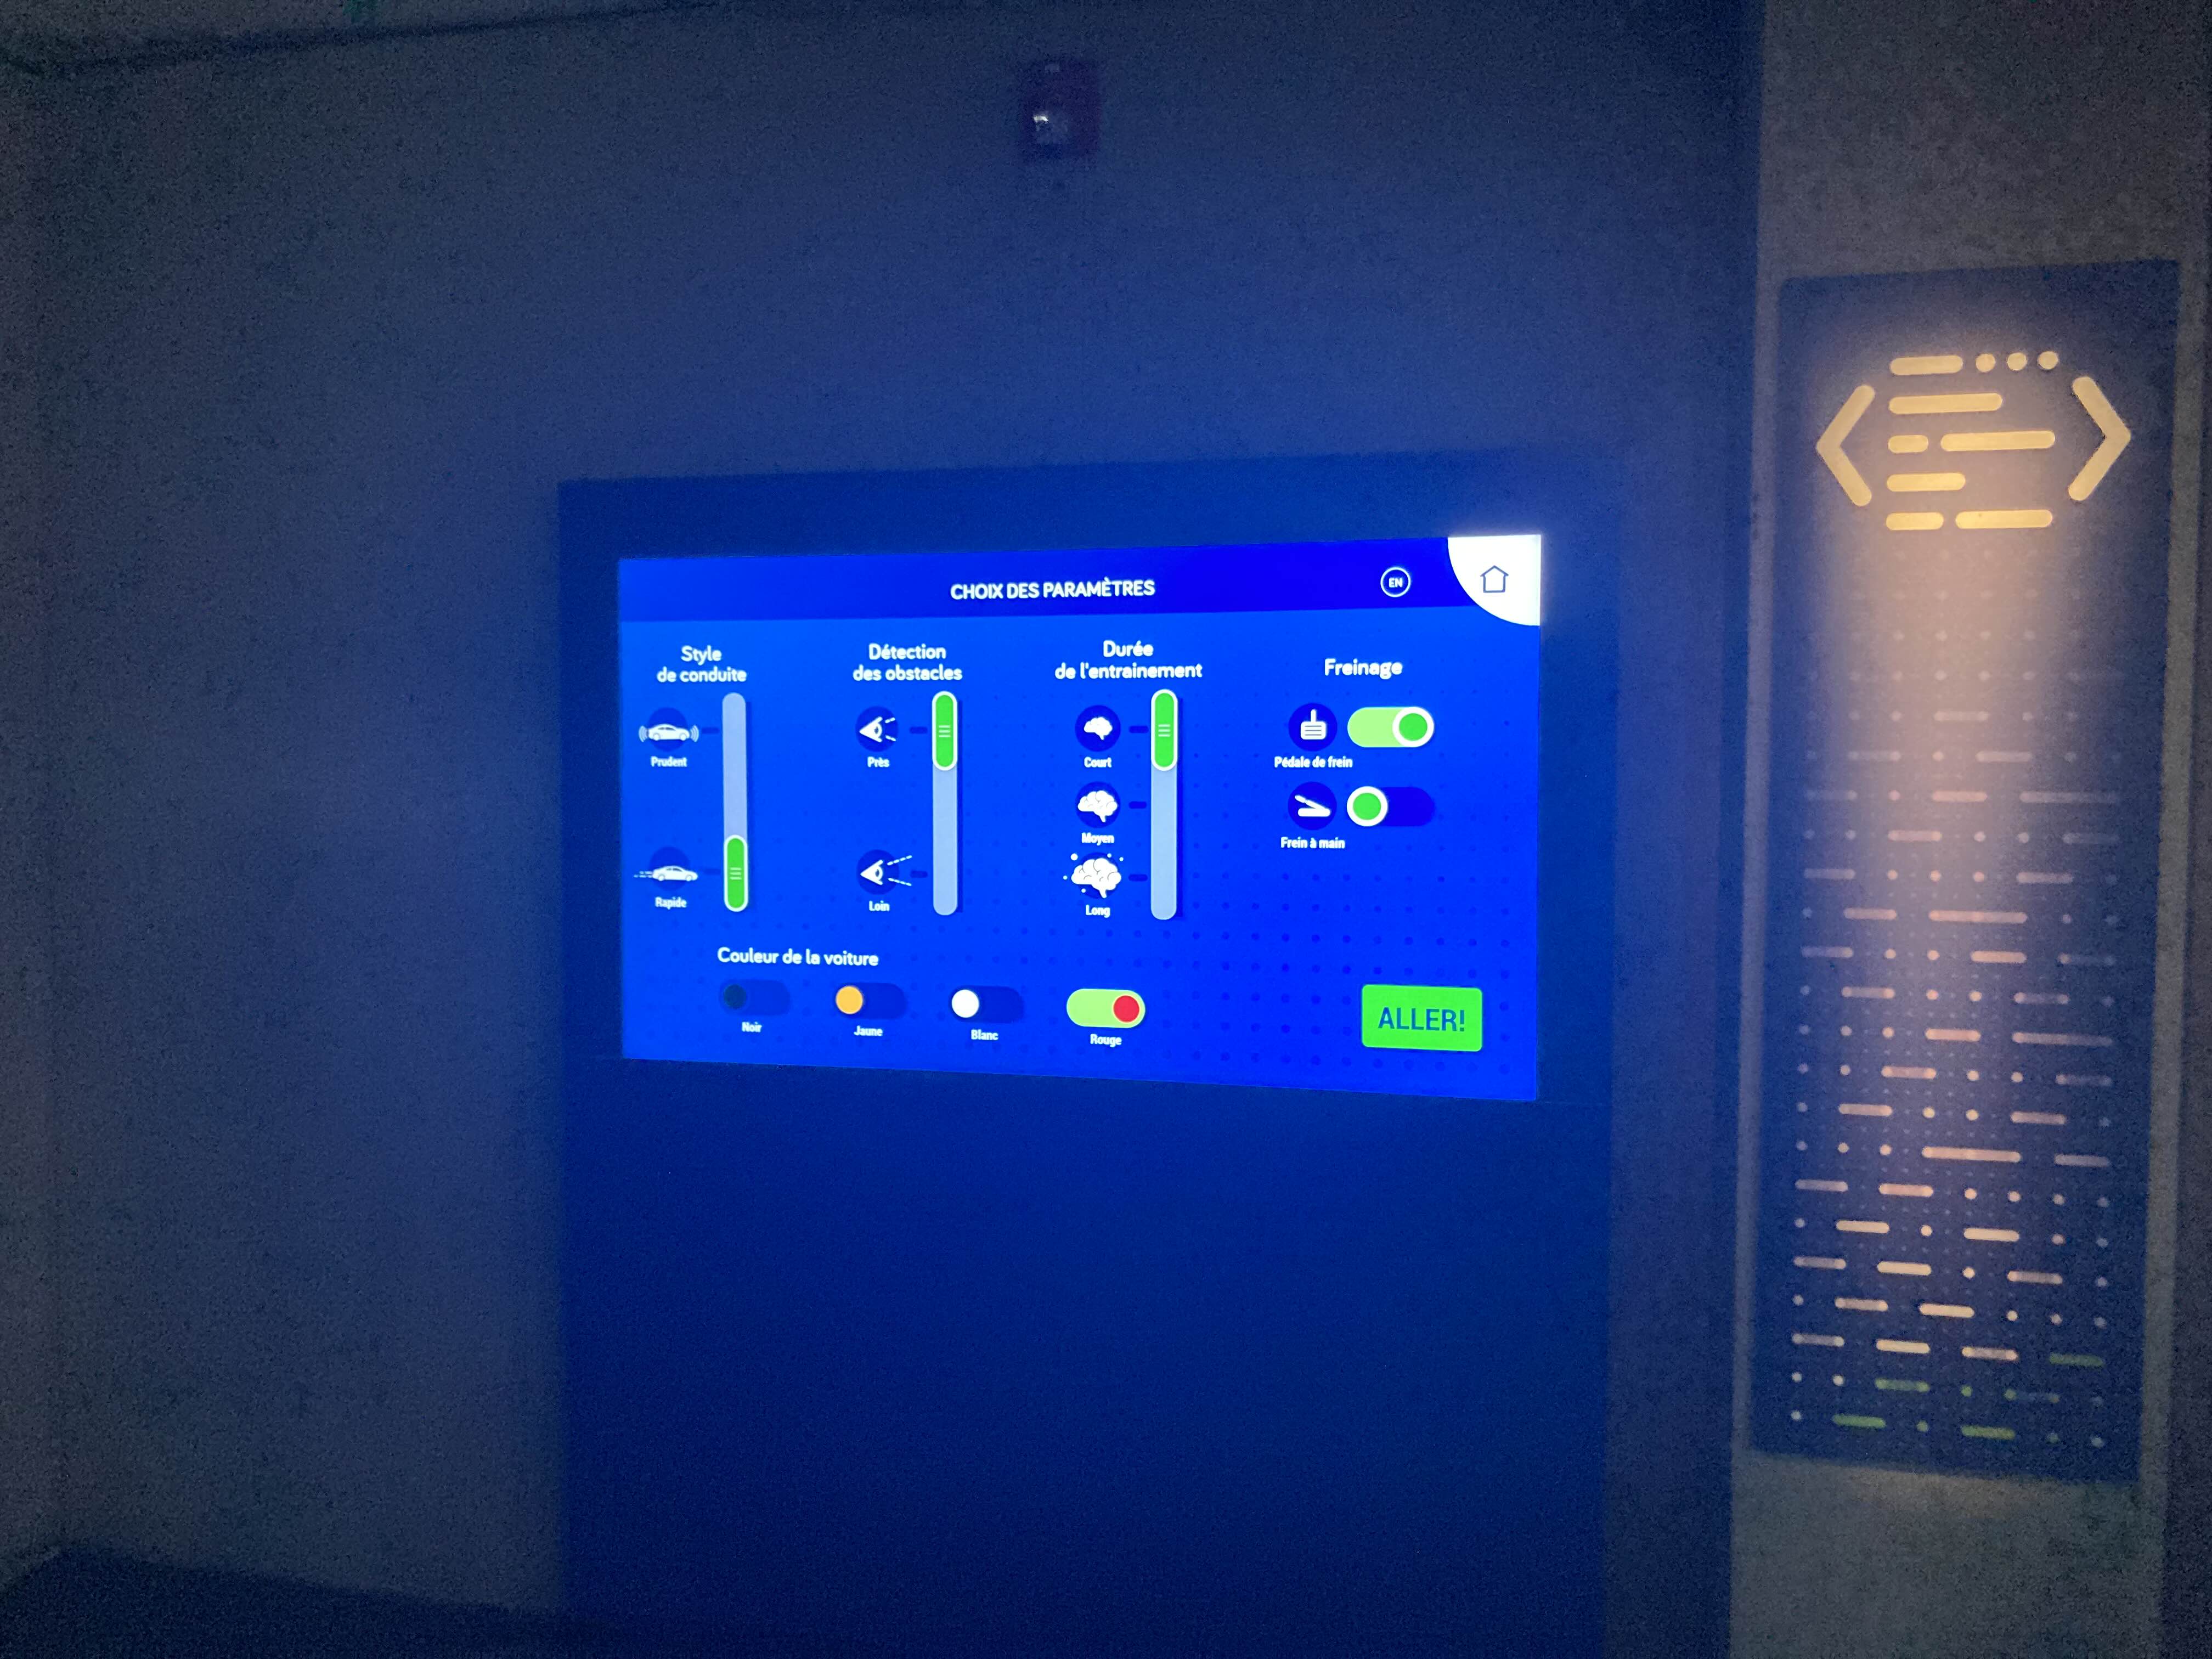 CHOIX DES PARAMÈTRES
EN
Style
de conduite
Prudent
Rapide
Détection
des obstacles
Près
Loin
Durée
de l'entrainement
Court
Moyen
Long
Freinage
Pédale de frein
Frein à main
Couleur de la voiture
Noir
Jaune
Blanc
Rouge
ALLER!